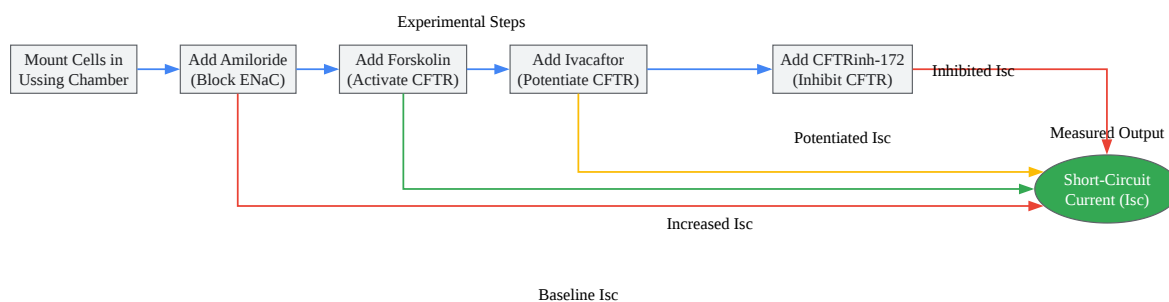 Experimental Steps
Mount Cells in
Ussing Chamber
Add Amiloride
(Block ENaC)
Add Forskolin
(Activate CFTR)
Add Ivacaftor
(Potentiate CFTR)
Add CFTRinh-172
(Inhibit CFTR)
Inhibited Isc
Potentiated Isc
Measured Output
Short-Circuit
Current (Isc)
Increased Isc
Baseline Isc